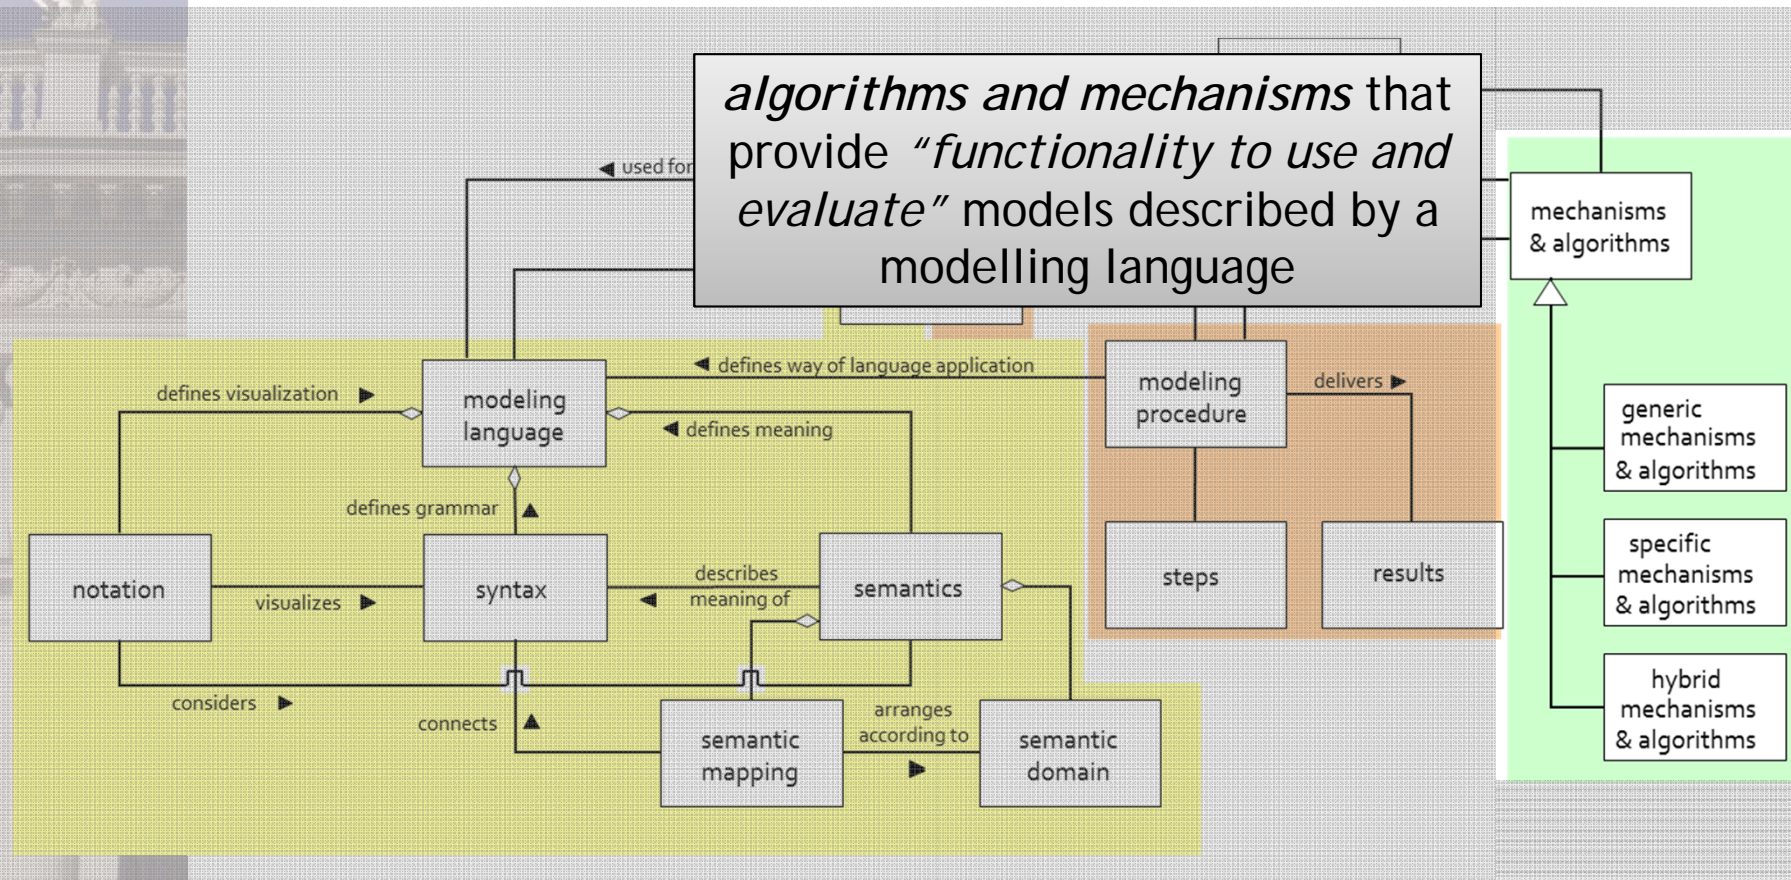 algorithms and mechanisms that
provide “functionality to use and
evaluate” models described by a
modelling language
used for
mechanisms
& algorithms
defines way of language application
defines visualization
modeling
language
defines meaning
modeling
procedure
delivers
generic
mechanisms
& algorithms
defines grammar
notation
visualizes
syntax
describes
meaning of
semantics
steps
results
specific
mechanisms
& algorithms
considers
connects
semantic
mapping
arranges
according to
semantic
domain
hybrid
mechanisms
& algorithms